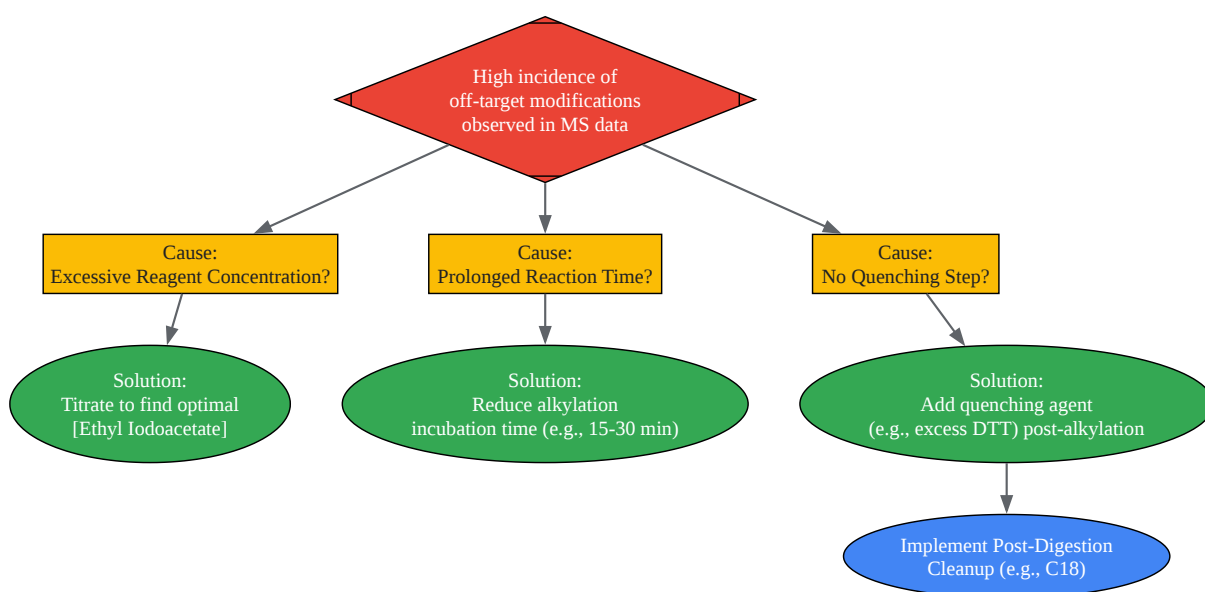 High incidence of
off-target modifications
observed in MS data
Cause:
Excessive Reagent Concentration?
Cause:
Prolonged Reaction Time?
Cause:
No Quenching Step?
Solution:
Titrate to find optimal
[Ethyl Iodoacetate]
Solution:
Reduce alkylation
incubation time (e.g., 15-30 min)
Solution:
Add quenching agent
(e.g., excess DTT) post-alkylation
Implement Post-Digestion
Cleanup (e.g., C18)